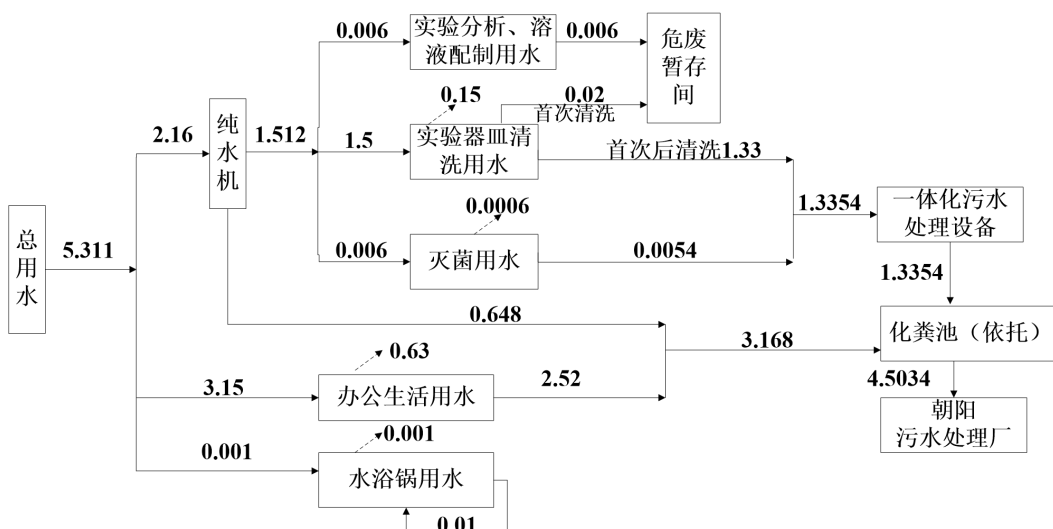 0.006
实验分析、溶
液配制用水
0.006
危废
暂存
间
0.15
0.02
首次清洗
2.16
纯
水
机
1.512
1.5
实验器皿清
洗用水
首次后清洗1.33
总
用
水
5.311
0.0006
1.3354
一体化污水
处理设备
0.006
灭菌用水
0.0054
1.3354
0.648
3.168
化粪池（依托）
0.63
3.15
办公生活用水
2.52
4.5034
朝阳
污水处理厂
0.001
0.001
水浴锅用水
0.01